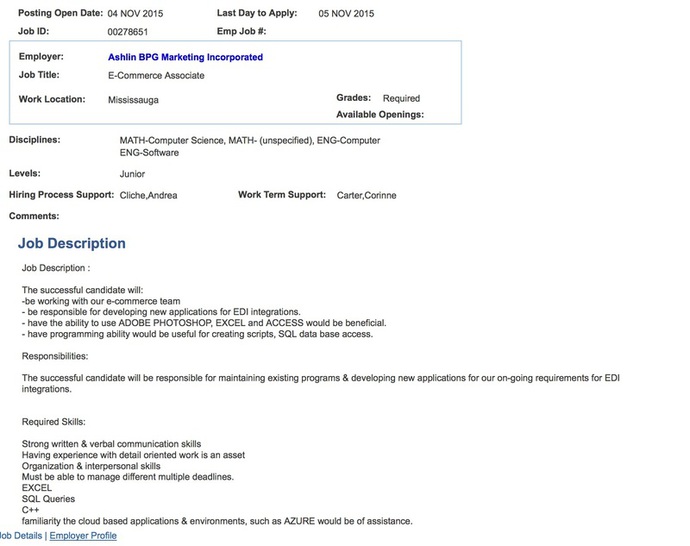 Posting Open Date: 04 NOV 2015 Last Day to Apply: 05 NOV 2015
Job ID: 00278651 Emp Job #:
Employer: Ashlin BPG Marketing Incorporated
Job Title: E-Commerce Associate
Work Location: Mississauga Grades: Required
Available Openings:
Disciplines: MATH-Computer Science, MATH- (unspecified), ENG-Computer
ENG-Software
Levels: Junior
Hiring Process Support: Cliche,Andrea Work Term Support: Carter,Corinne
Comments:
Job Description
Job Description :
The successful candidate will:
-be working with our e-commerce team
- be responsible for developing new applications for EDI integrations.
- have the ability to use ADOBE PHOTOSHOP, EXCEL and ACCESS would be beneficial.
- have programming ability would be useful for creating scripts, SQL data base access.
Responsibilities:
The successful candidate will be responsible for maintaining existing programs & developing new applications for our on-going requirements for EDI
integrations.
Required Skills:
Strong written & verbal communication skills
Having experience with detail oriented work is an asset
Organization & interpersonal skills
Must be able to manage different multiple deadlines.
EXCEL
SQL Queries
C++
familiarity the cloud based applications & environments, such as AZURE would be of assistance.
Job Details | Employer Profile